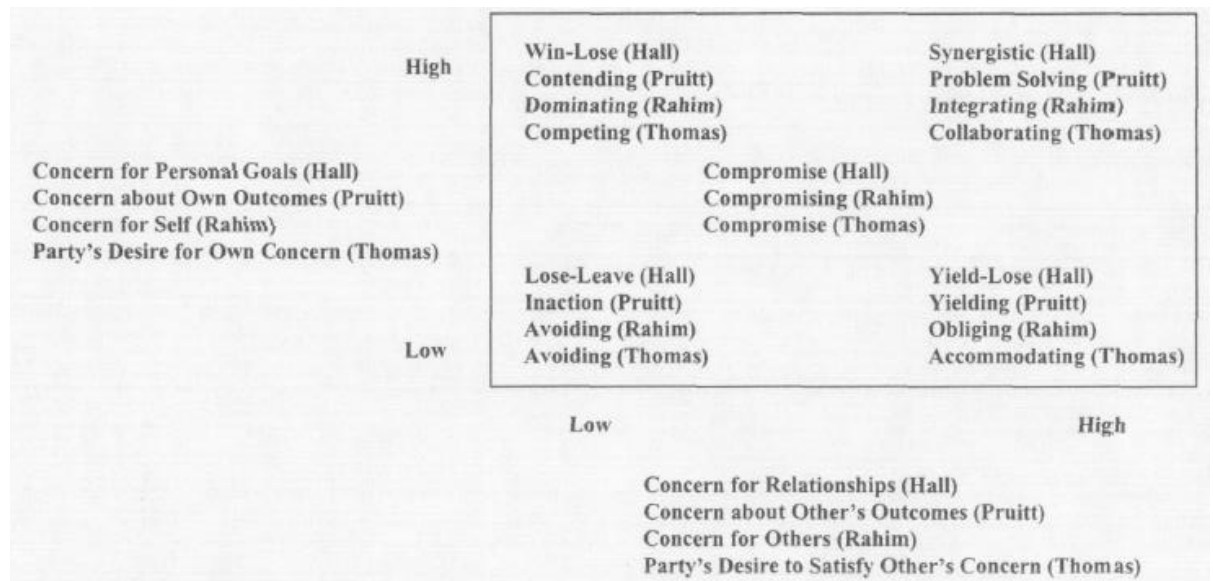 Win-Lose (Hall)
Contending (Pruitt)
Dominating (Rahim)
Competing (Thomas)
Synergistic (Hall)
Problem Solving (Pruitt)
Integrating (Rahim)
Collaborating (Thomas)
High
Concern for Personal Goals (Hall)
Concern about Own Outcomes (Pruitt)
Concern for Self (Rahim)
Party's Desire for Own Concern (Thomas)
Compromise (Hall)
Compromising (Rahim)
Compromise (Thomas)
Lose-Leave (Hall)
Inaction (Pruitt)
Avoiding (Rahim)
Avoiding (Thomas)
Yield-Lose (Hall)
Yielding (Pruitt)
Obliging (Rahim)
Accommodating (Thomas)
Low
Low
High
Concern for Relationships (Hall)
Concern about Other's Outcomes (Pruitt)
Concern for Others (Rahim)
Party's Desire to Satisfy Other's Concern (Thomas)